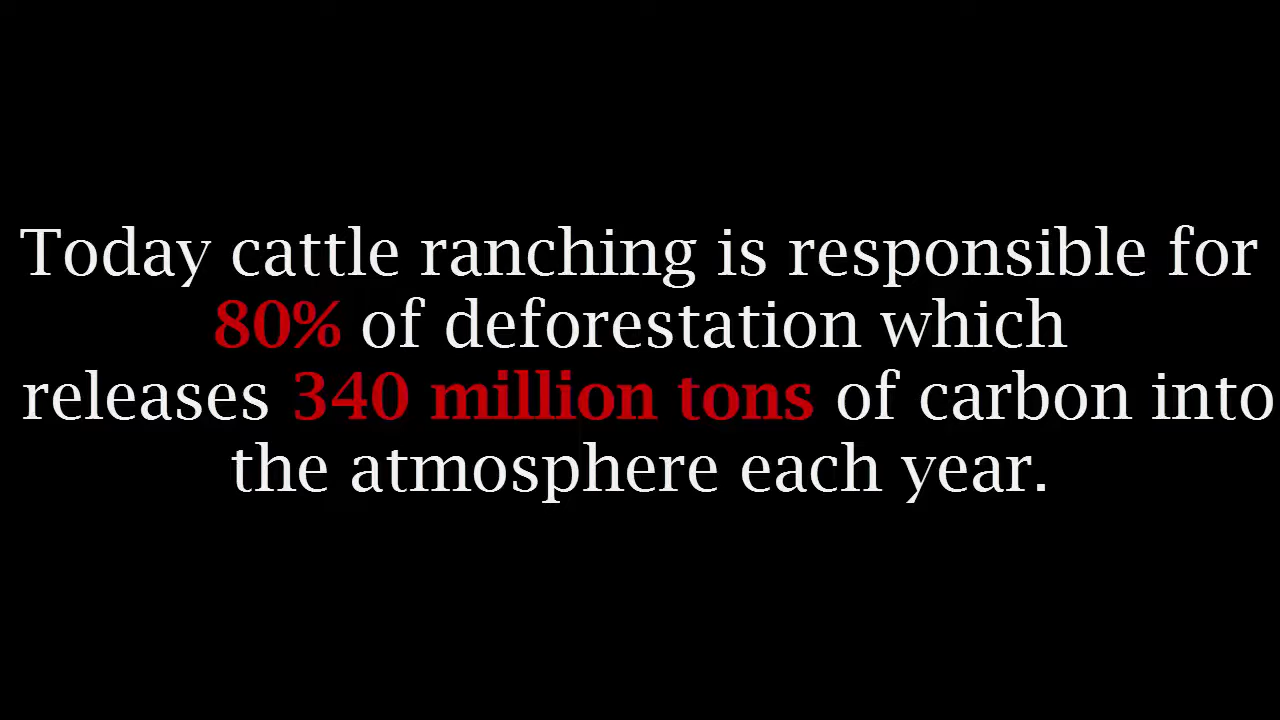 Today cattle ranching is responsible for
80% of deforestation which
releases 340 million tons of carbon into
the atmosphere each year.